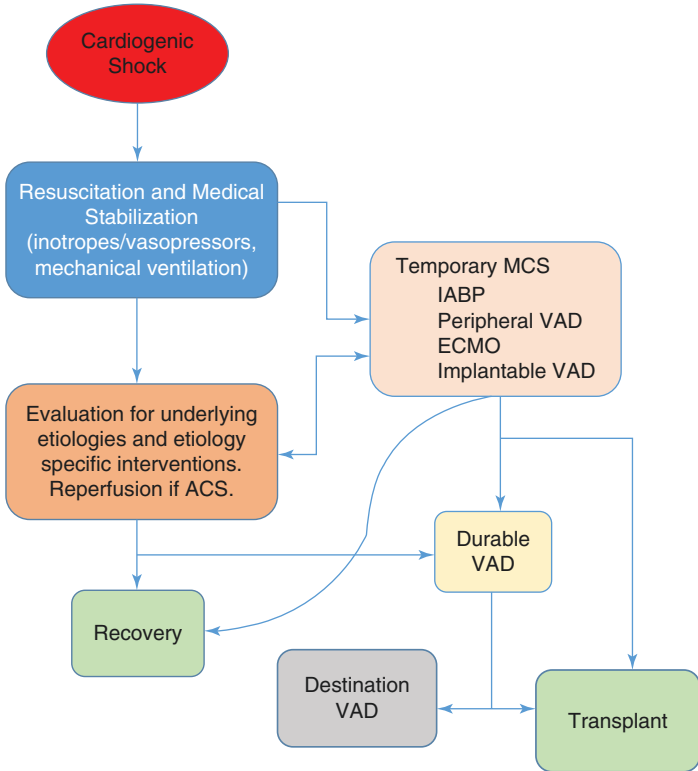 Cardiogenic
Shock
Resuscitation and Medical
Stabilization
(inotropes/vasopressors,
mechanical ventilation)
Temporary MCS
IABP
Peripheral VAD
ECMO
Implantable VAD
Evaluation for underlying
etiologies and etiology
specific interventions.
Reperfusion if ACS.
Durable
VAD
Recovery
Destination
VAD
Transplant